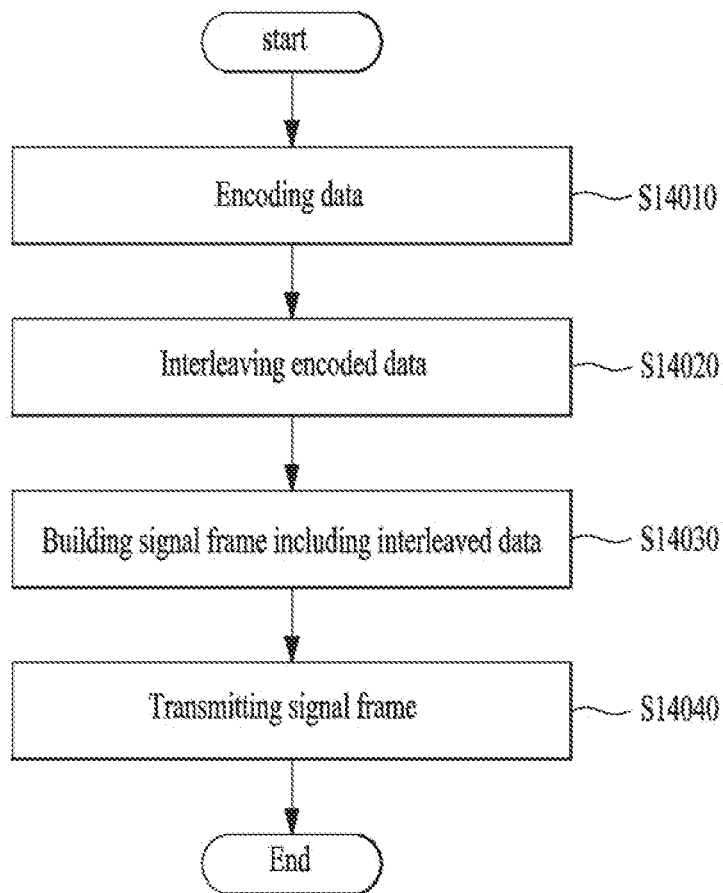 start
Encoding data
S14010
Interleaving encoded data
S14020
Building signal frame including interleaved data
S14030
Transmitting signal frame
S14040
End